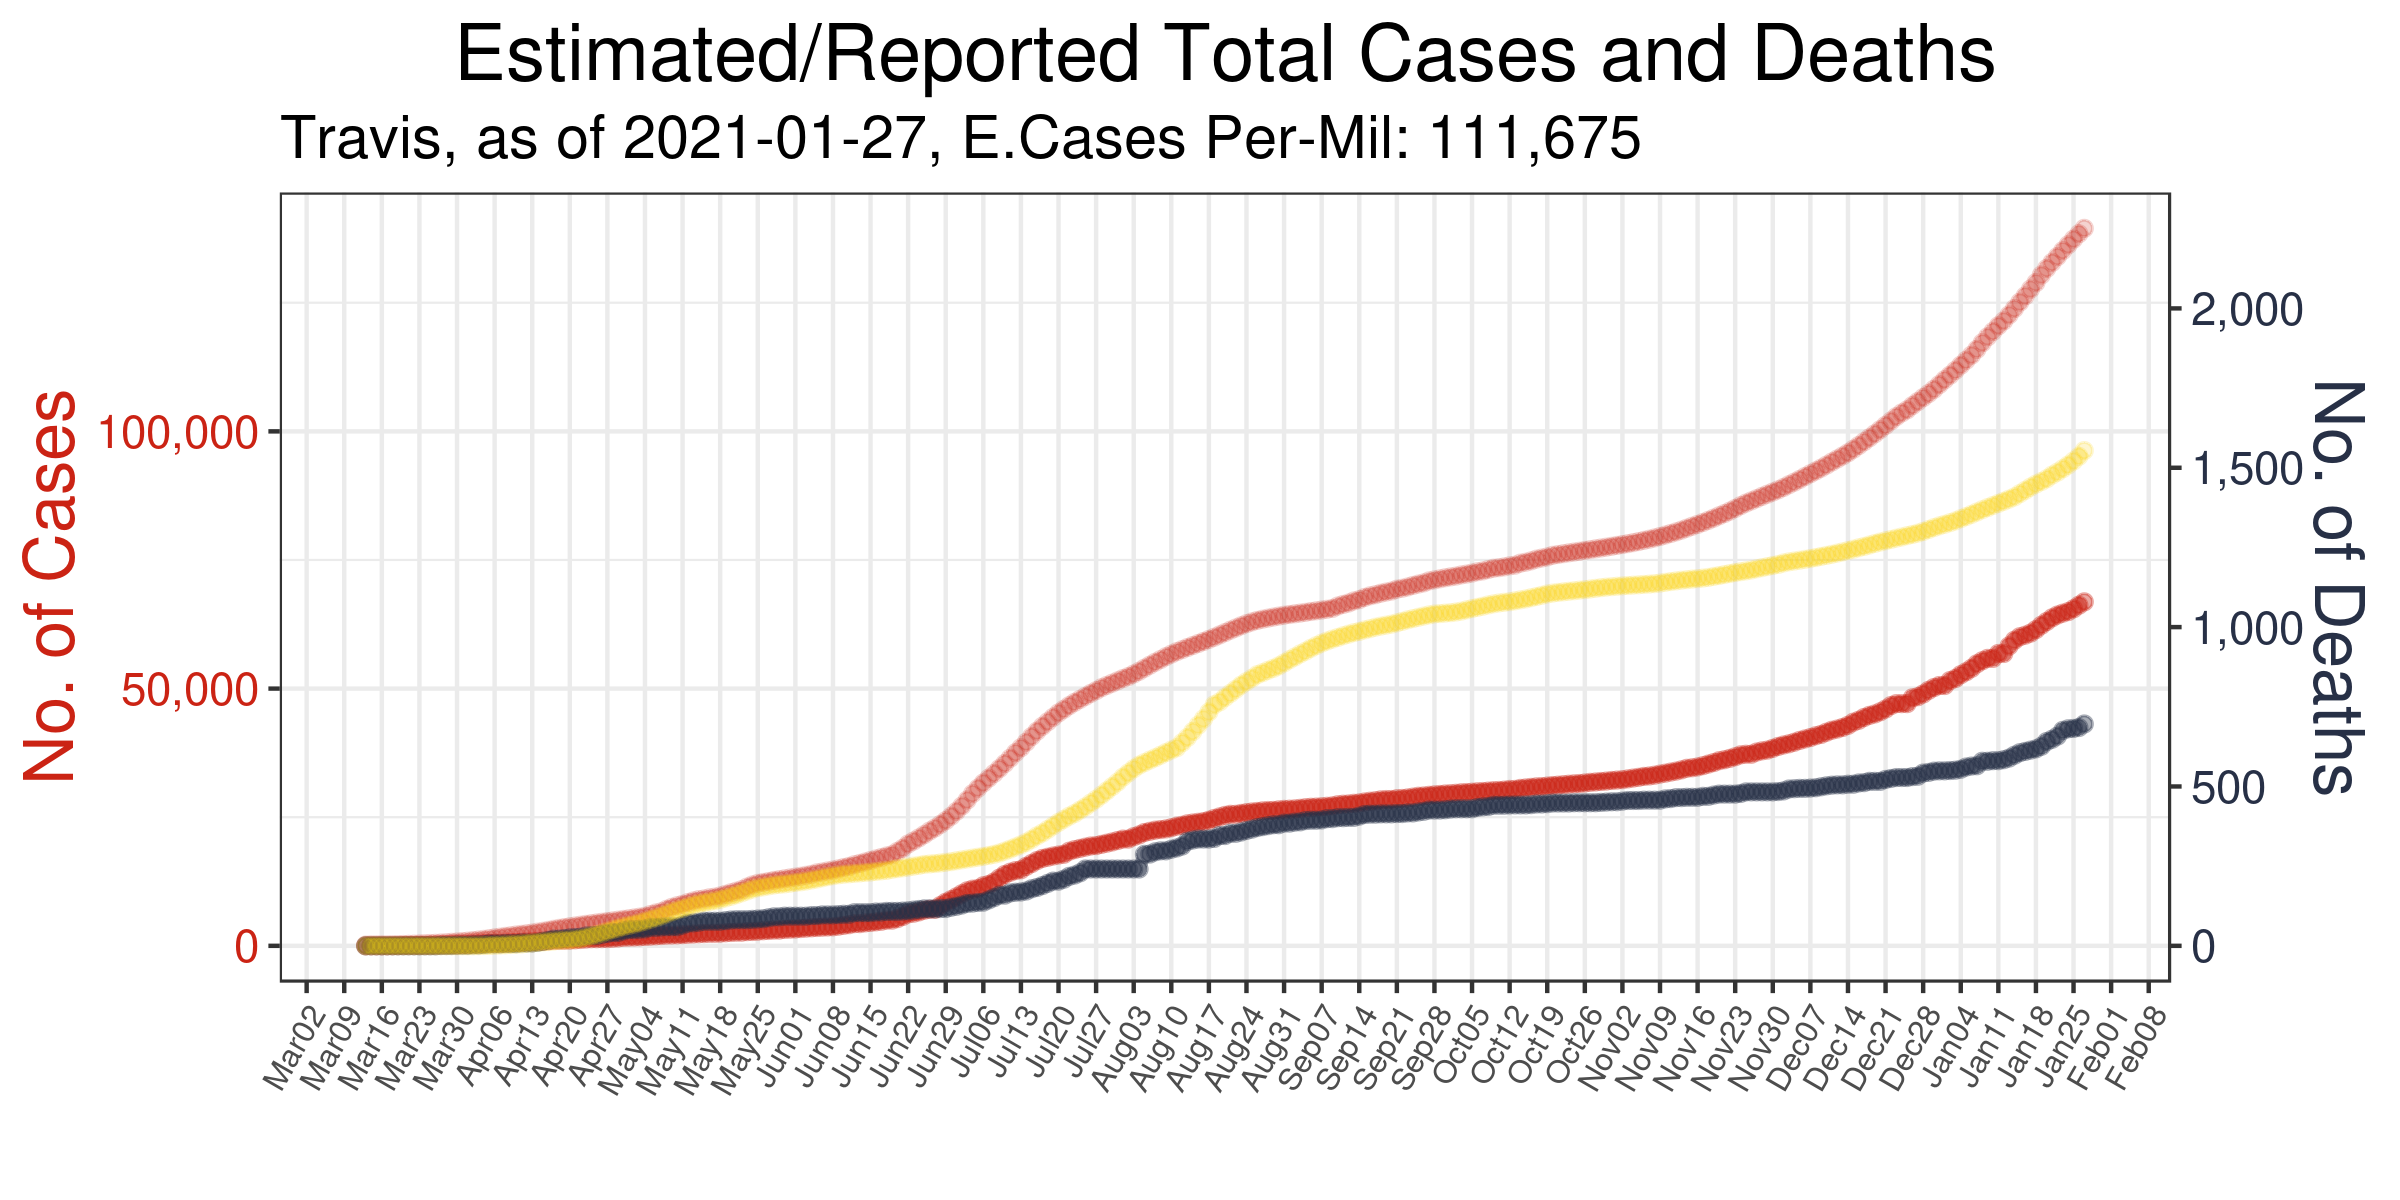 Estimated/Reported Total Cases and Deaths
Travis, as of 2021-01-27, E.Cases Per-Mil: 111,675
No. of Cases
100,000
50,000
0
2,000
1,500
1,000
500
0
No. of Deaths
Mar02 Mar09 Mar16 Mar23 Mar30 Apr06 Apr13 Apr20 Apr27 May04 May11 May18 May25 Jun01 Jun08 Jun15 Jun22 Jun29 Jul06 Jul13 Jul20 Jul27 Aug03 Aug10 Aug17 Aug24 Aug31 Sep07 Sep14 Sep21 Sep28 Oct05 Oct12 Oct19 Oct26 Nov02 Nov09 Nov16 Nov23 Nov30 Dec07 Dec14 Dec21 Dec28 Jan04 Jan11 Jan18 Jan25 Feb01 Feb08